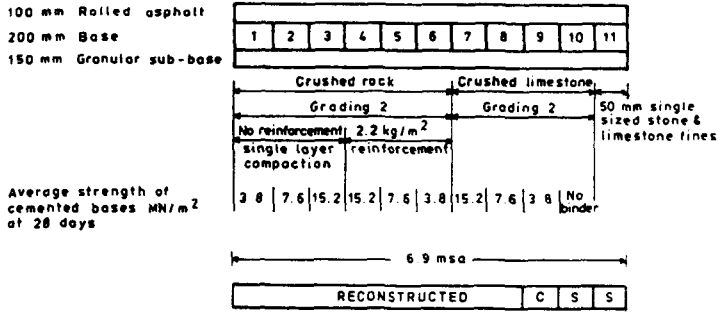 100 mm Rolled asphalt
200 mm Base
150 mm Granular sub-base
1 2 3 4 5 6 7 8 9 10 11
Crushed rock
Crushed limestone
Grading 2
Grading 2
50 mm single
sized stone &
limestone fines
No reinforcement
single layer
compaction
2.2 kg/m²
reinforcement
Average strength of
cemented bases MN/m²
at 28 days
3 8 7.6 15.2 15.2 7.6 3.8 15.2 7.6 3 8 No
binder
6.9 msa
RECONSTRUCTED C S S